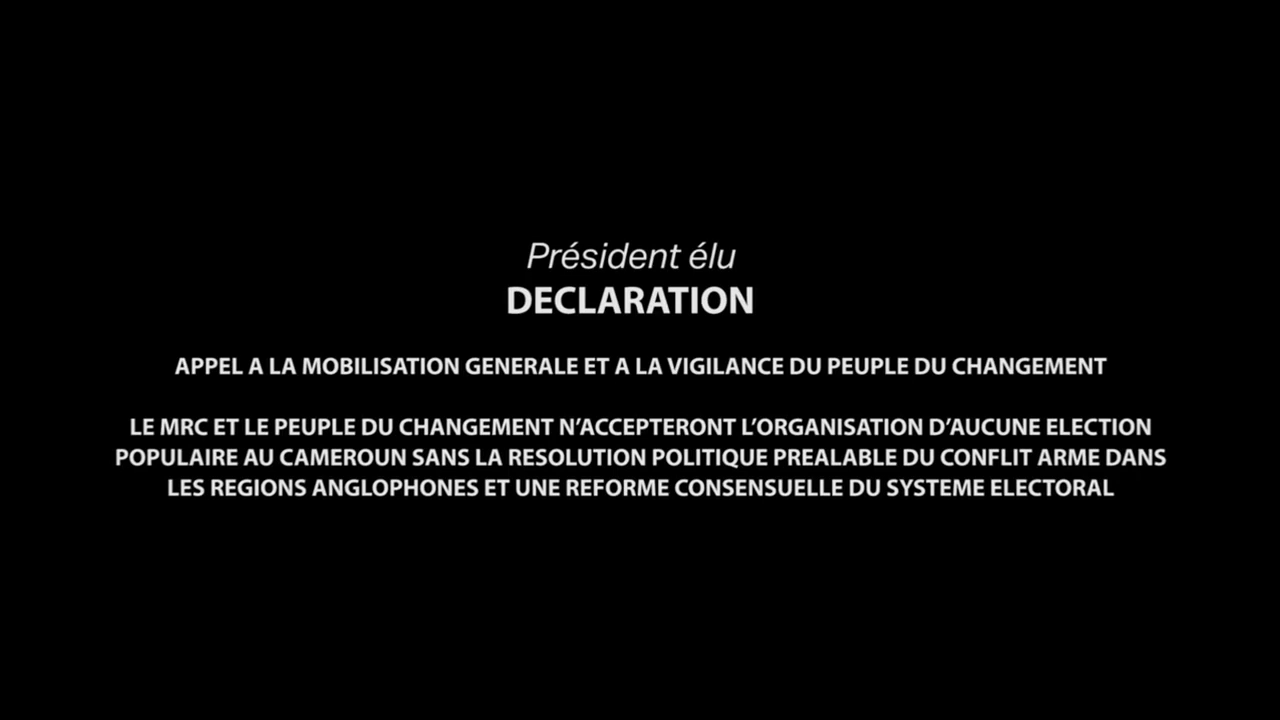 Président élu
DECLARATION
APPEL A LA MOBILISATION GENERALE ET A LA VIGILANCE DU PEUPLE DU CHANGEMENT
LE MRC ET LE PEUPLE DU CHANGEMENT N’ACCEPTERONT L’ORGANISATION D’AUCUNE ELECTION
POPULAIRE AU CAMEROUN SANS LA RESOLUTION POLITIQUE PREALABLE DU CONFLIT ARME DANS
LES REGIONS ANGLOPHONES ET UNE REFORME CONSENSUELLE DU SYSTEME ELECTORAL